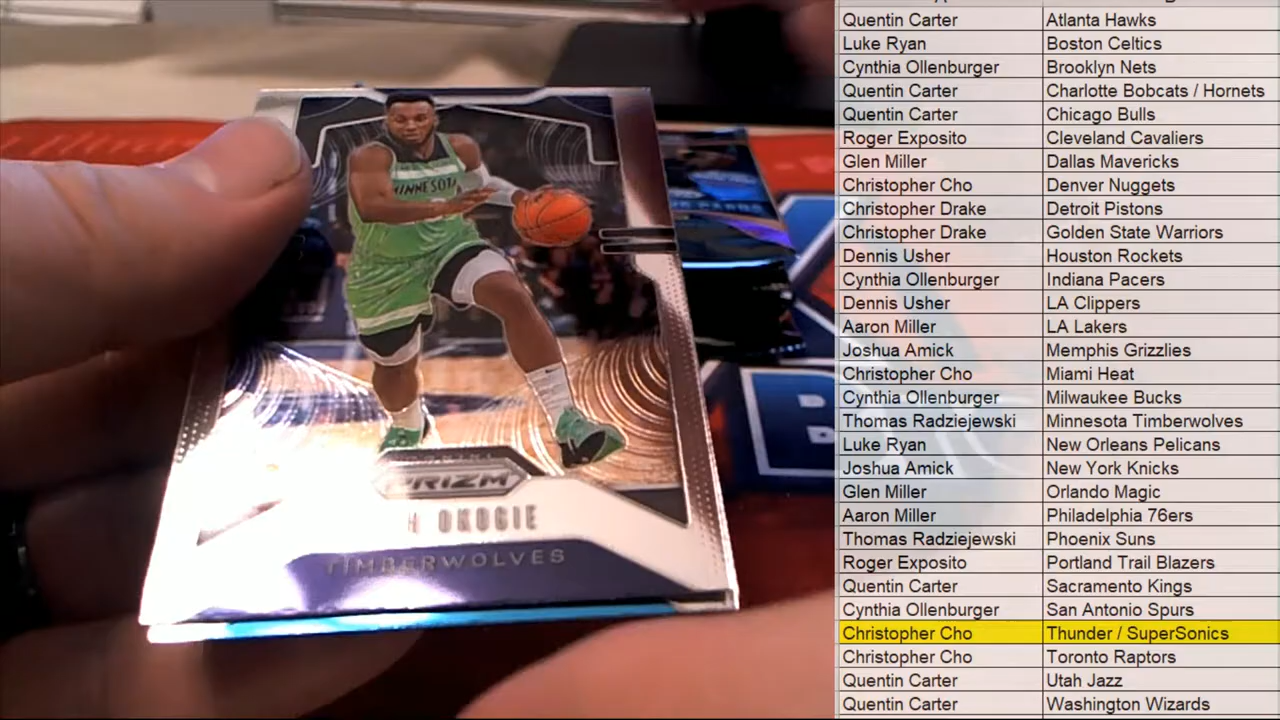 MINNESOTA
PANINI
PRIZM
H OKOGIE
TIMBERWOLVES
Quentin Carter Atlanta Hawks
Luke Ryan Boston Celtics
Cynthia Ollenburger Brooklyn Nets
Quentin Carter Charlotte Bobcats / Hornets
Quentin Carter Chicago Bulls
Roger Exposito Cleveland Cavaliers
Glen Miller Dallas Mavericks
Christopher Cho Denver Nuggets
Christopher Drake Detroit Pistons
Christopher Drake Golden State Warriors
Dennis Usher Houston Rockets
Cynthia Ollenburger Indiana Pacers
Dennis Usher LA Clippers
Aaron Miller LA Lakers
Joshua Amick Memphis Grizzlies
Christopher Cho Miami Heat
Cynthia Ollenburger Milwaukee Bucks
Thomas Radziejewski Minnesota Timberwolves
Luke Ryan New Orleans Pelicans
Joshua Amick New York Knicks
Glen Miller Orlando Magic
Aaron Miller Philadelphia 76ers
Thomas Radziejewski Phoenix Suns
Roger Exposito Portland Trail Blazers
Quentin Carter Sacramento Kings
Cynthia Ollenburger San Antonio Spurs
Christopher Cho Thunder / SuperSonics
Christopher Cho Toronto Raptors
Quentin Carter Utah Jazz
Quentin Carter Washington Wizards